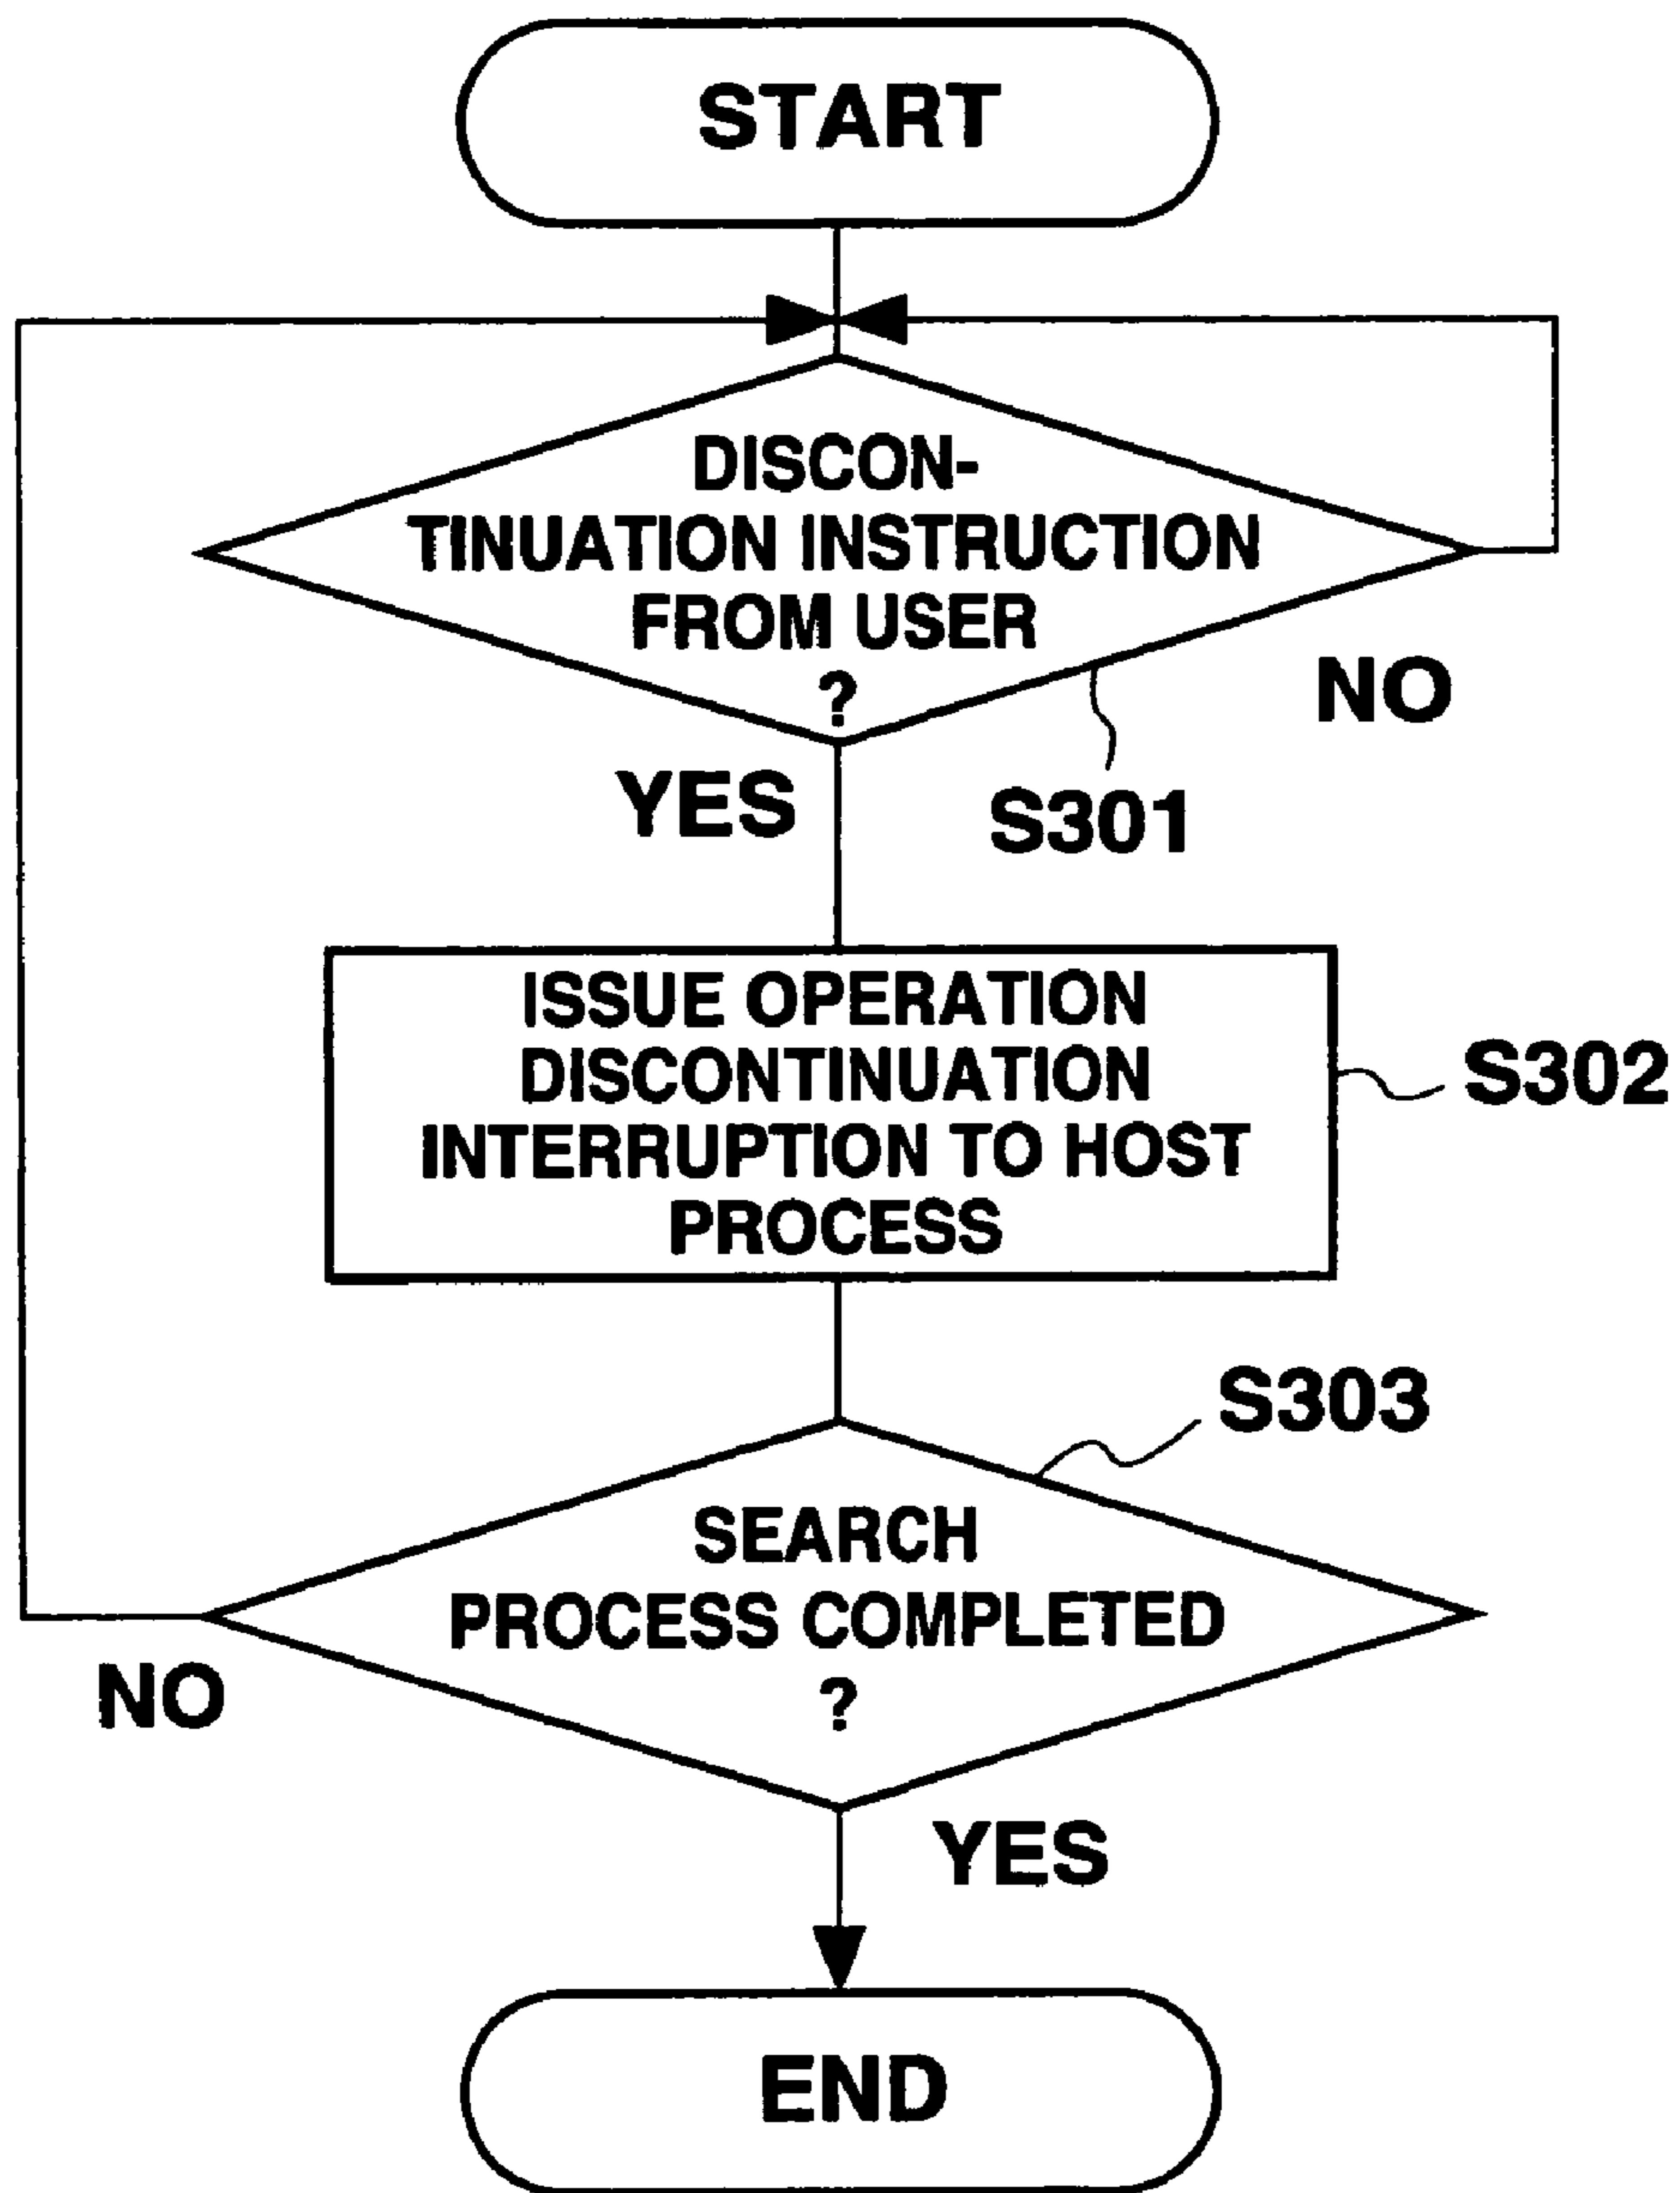 START
DISCON-
TINUATION INSTRUCTION
FROM USER
?
NO
YES
S301
ISSUE OPERATION
DISCONTINUATION
INTERRUPTION TO HOST
PROCESS
S302
S303
SEARCH
PROCESS COMPLETED
?
NO
YES
END